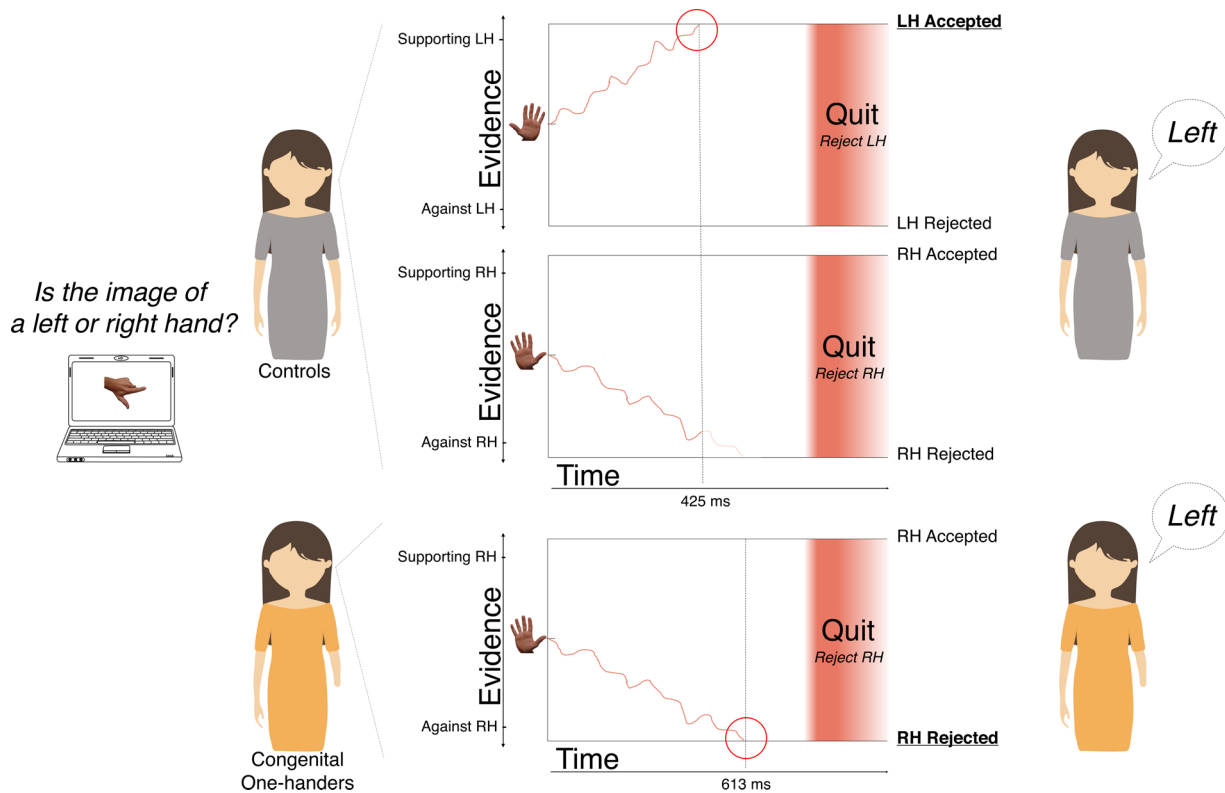 Is the image of
a left or right hand?
Controls
Supporting LH
Evidence
Against LH
Quit
Reject LH
LH Accepted
LH Rejected
Supporting RH
Evidence
Against RH
Quit
Reject RH
RH Accepted
RH Rejected
Time
425 ms
Left
Congenital
One-handers
Supporting RH
Evidence
Against RH
Quit
Reject RH
RH Accepted
RH Rejected
Time
613 ms
Left